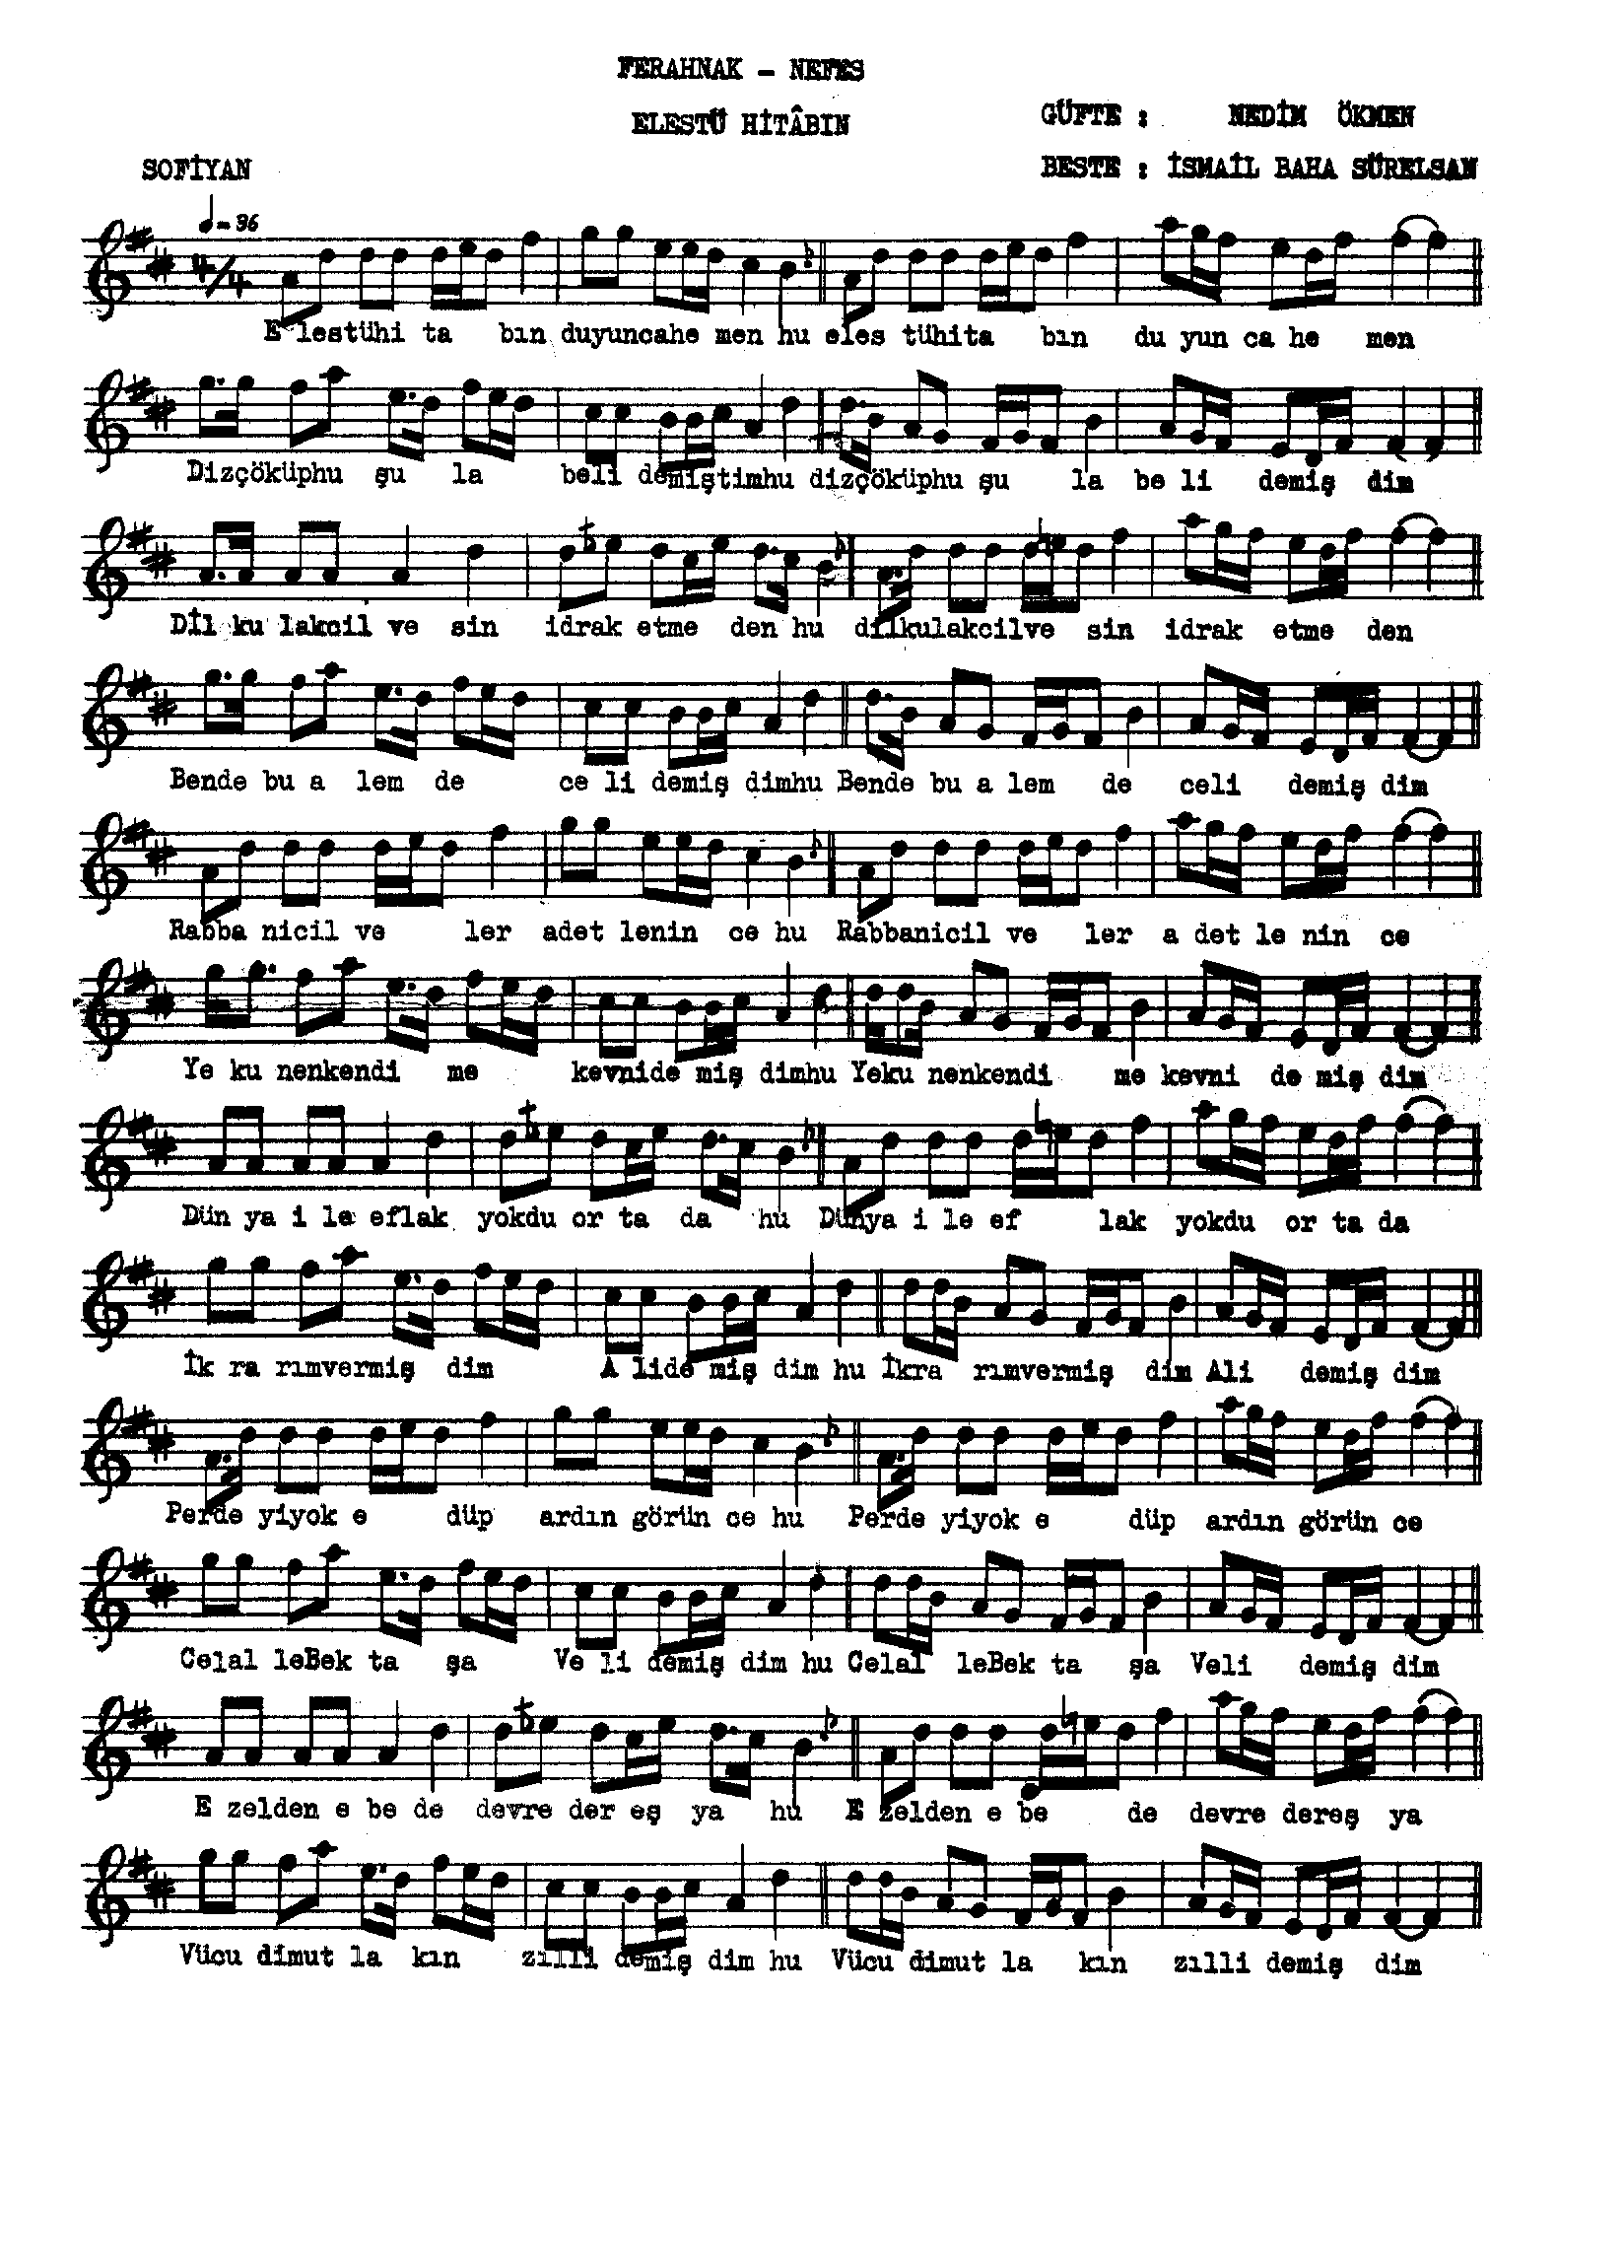 FERAHNAK - NEFES
ELESTÜ HİTÂBIN
GÜFTE : NEDİM ÖKMEN
SOFİYAN
BESTE : İSMAİL BAHA SÜRELSAN
= 96
4/4
E lestühi ta bın duyuncahe men hu eles tühita bın du yun ca he men
Dizçöküphu şu la beli demiştimhu dizçöküphu şu la be li demiş dim
Dİl ku lakcil ve sin idrak etme den hu dilkulakcilve sin idrak etme den
Bende bu a lem de ce li demiş dimhu Bende bu a lem de celi demiş dim
Rabba nicil ve ler adet lenin ce hu Rabbanicil ve ler a det le nin ce
Ye ku nenkendi me kevnide miş dimhu Yeku nenkendi me kevni de miş dim
Dün ya i le eflak yokdu or ta da hu Dünya i le ef lak yokdu or ta da
İk ra rımvermiş dim A lide miş dim hu İkra rımvermiş dim Ali demiş dim
Perde yiyok e düp ardın görün ce hu Perde yiyok e düp ardın görün ce
Celal leBek ta şa Ve li demiş dim hu Celal leBek ta şa Veli demiş dim
E zelden e be de devre der eş ya hu E zelden e be de devre dereş ya
Vücu dimut la kın zılli demiş dim hu Vücu dimut la kın zılli demiş dim